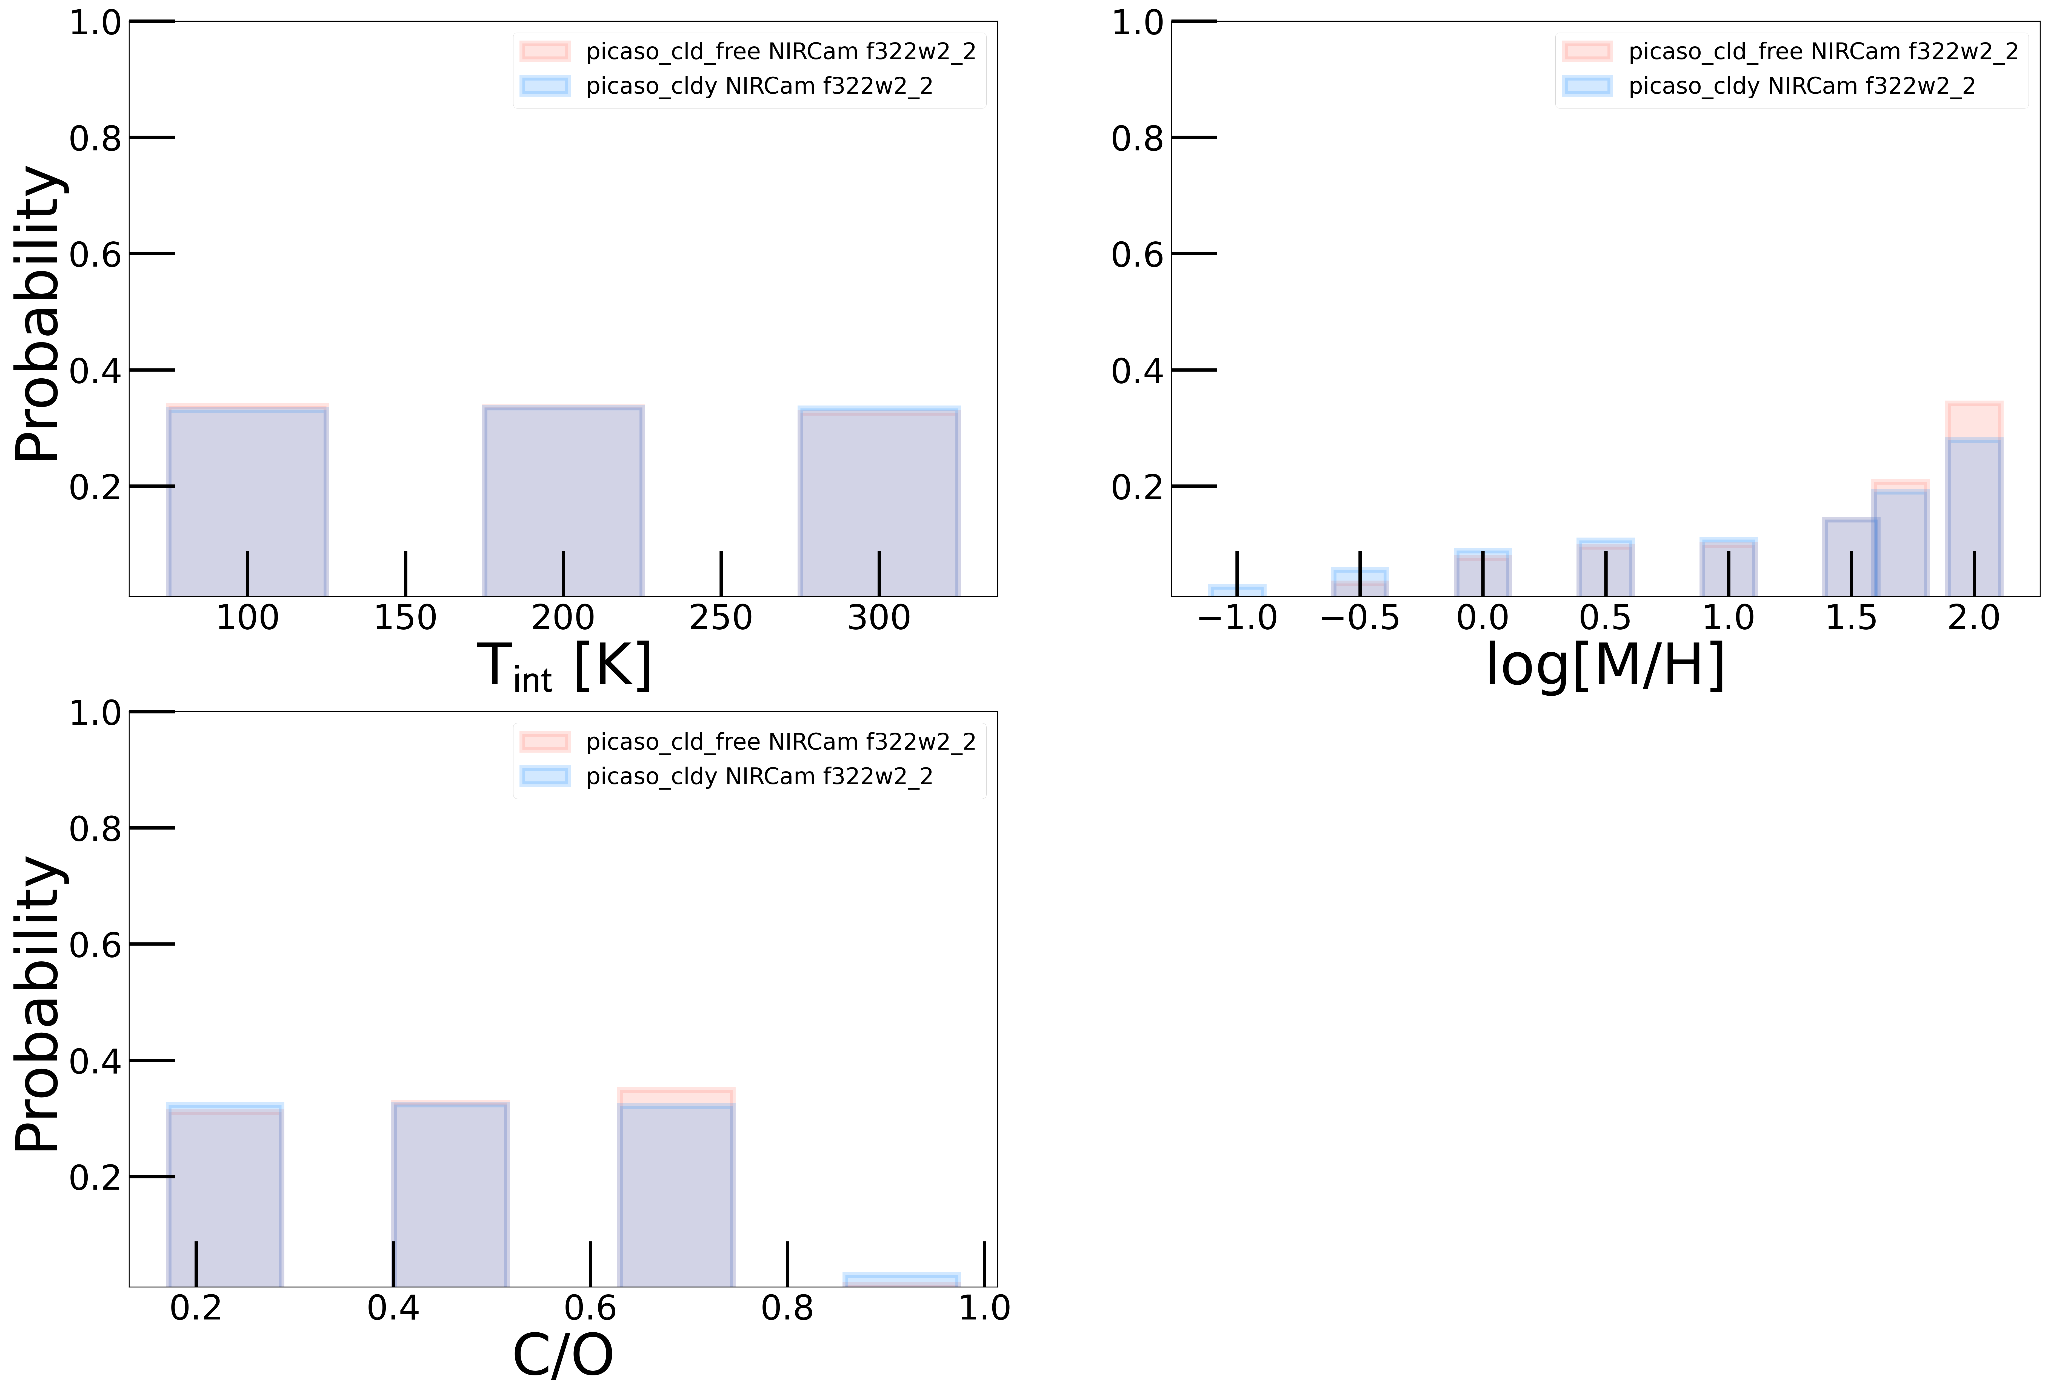 1.0
0.8
0.6
0.4
0.2
Probability
picaso_cld_free NIRCam f322w2_2
picaso_cldy NIRCam f322w2_2
100 150 200 250 300
T_int [K]
1.0
0.8
0.6
0.4
0.2
picaso_cld_free NIRCam f322w2_2
picaso_cldy NIRCam f322w2_2
−1.0 −0.5 0.0 0.5 1.0 1.5 2.0
log[M/H]
1.0
0.8
0.6
0.4
0.2
Probability
picaso_cld_free NIRCam f322w2_2
picaso_cldy NIRCam f322w2_2
0.2 0.4 0.6 0.8 1.0
C/O